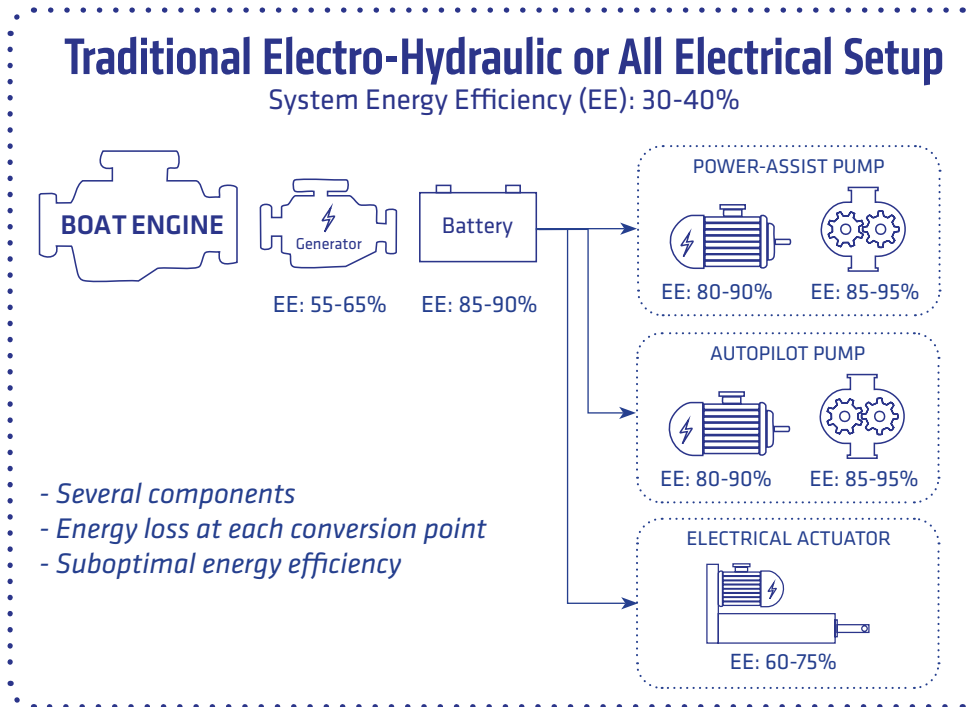 Traditional Electro-Hydraulic or All Electrical Setup
System Energy Efficiency (EE): 30-40%
BOAT ENGINE
Generator
EE: 55-65%
Battery
EE: 85-90%
POWER-ASSIST PUMP
EE: 80-90%
EE: 85-95%
AUTOPILOT PUMP
EE: 80-90%
EE: 85-95%
- Several components
- Energy loss at each conversion point
- Suboptimal energy efficiency
ELECTRICAL ACTUATOR
EE: 60-75%